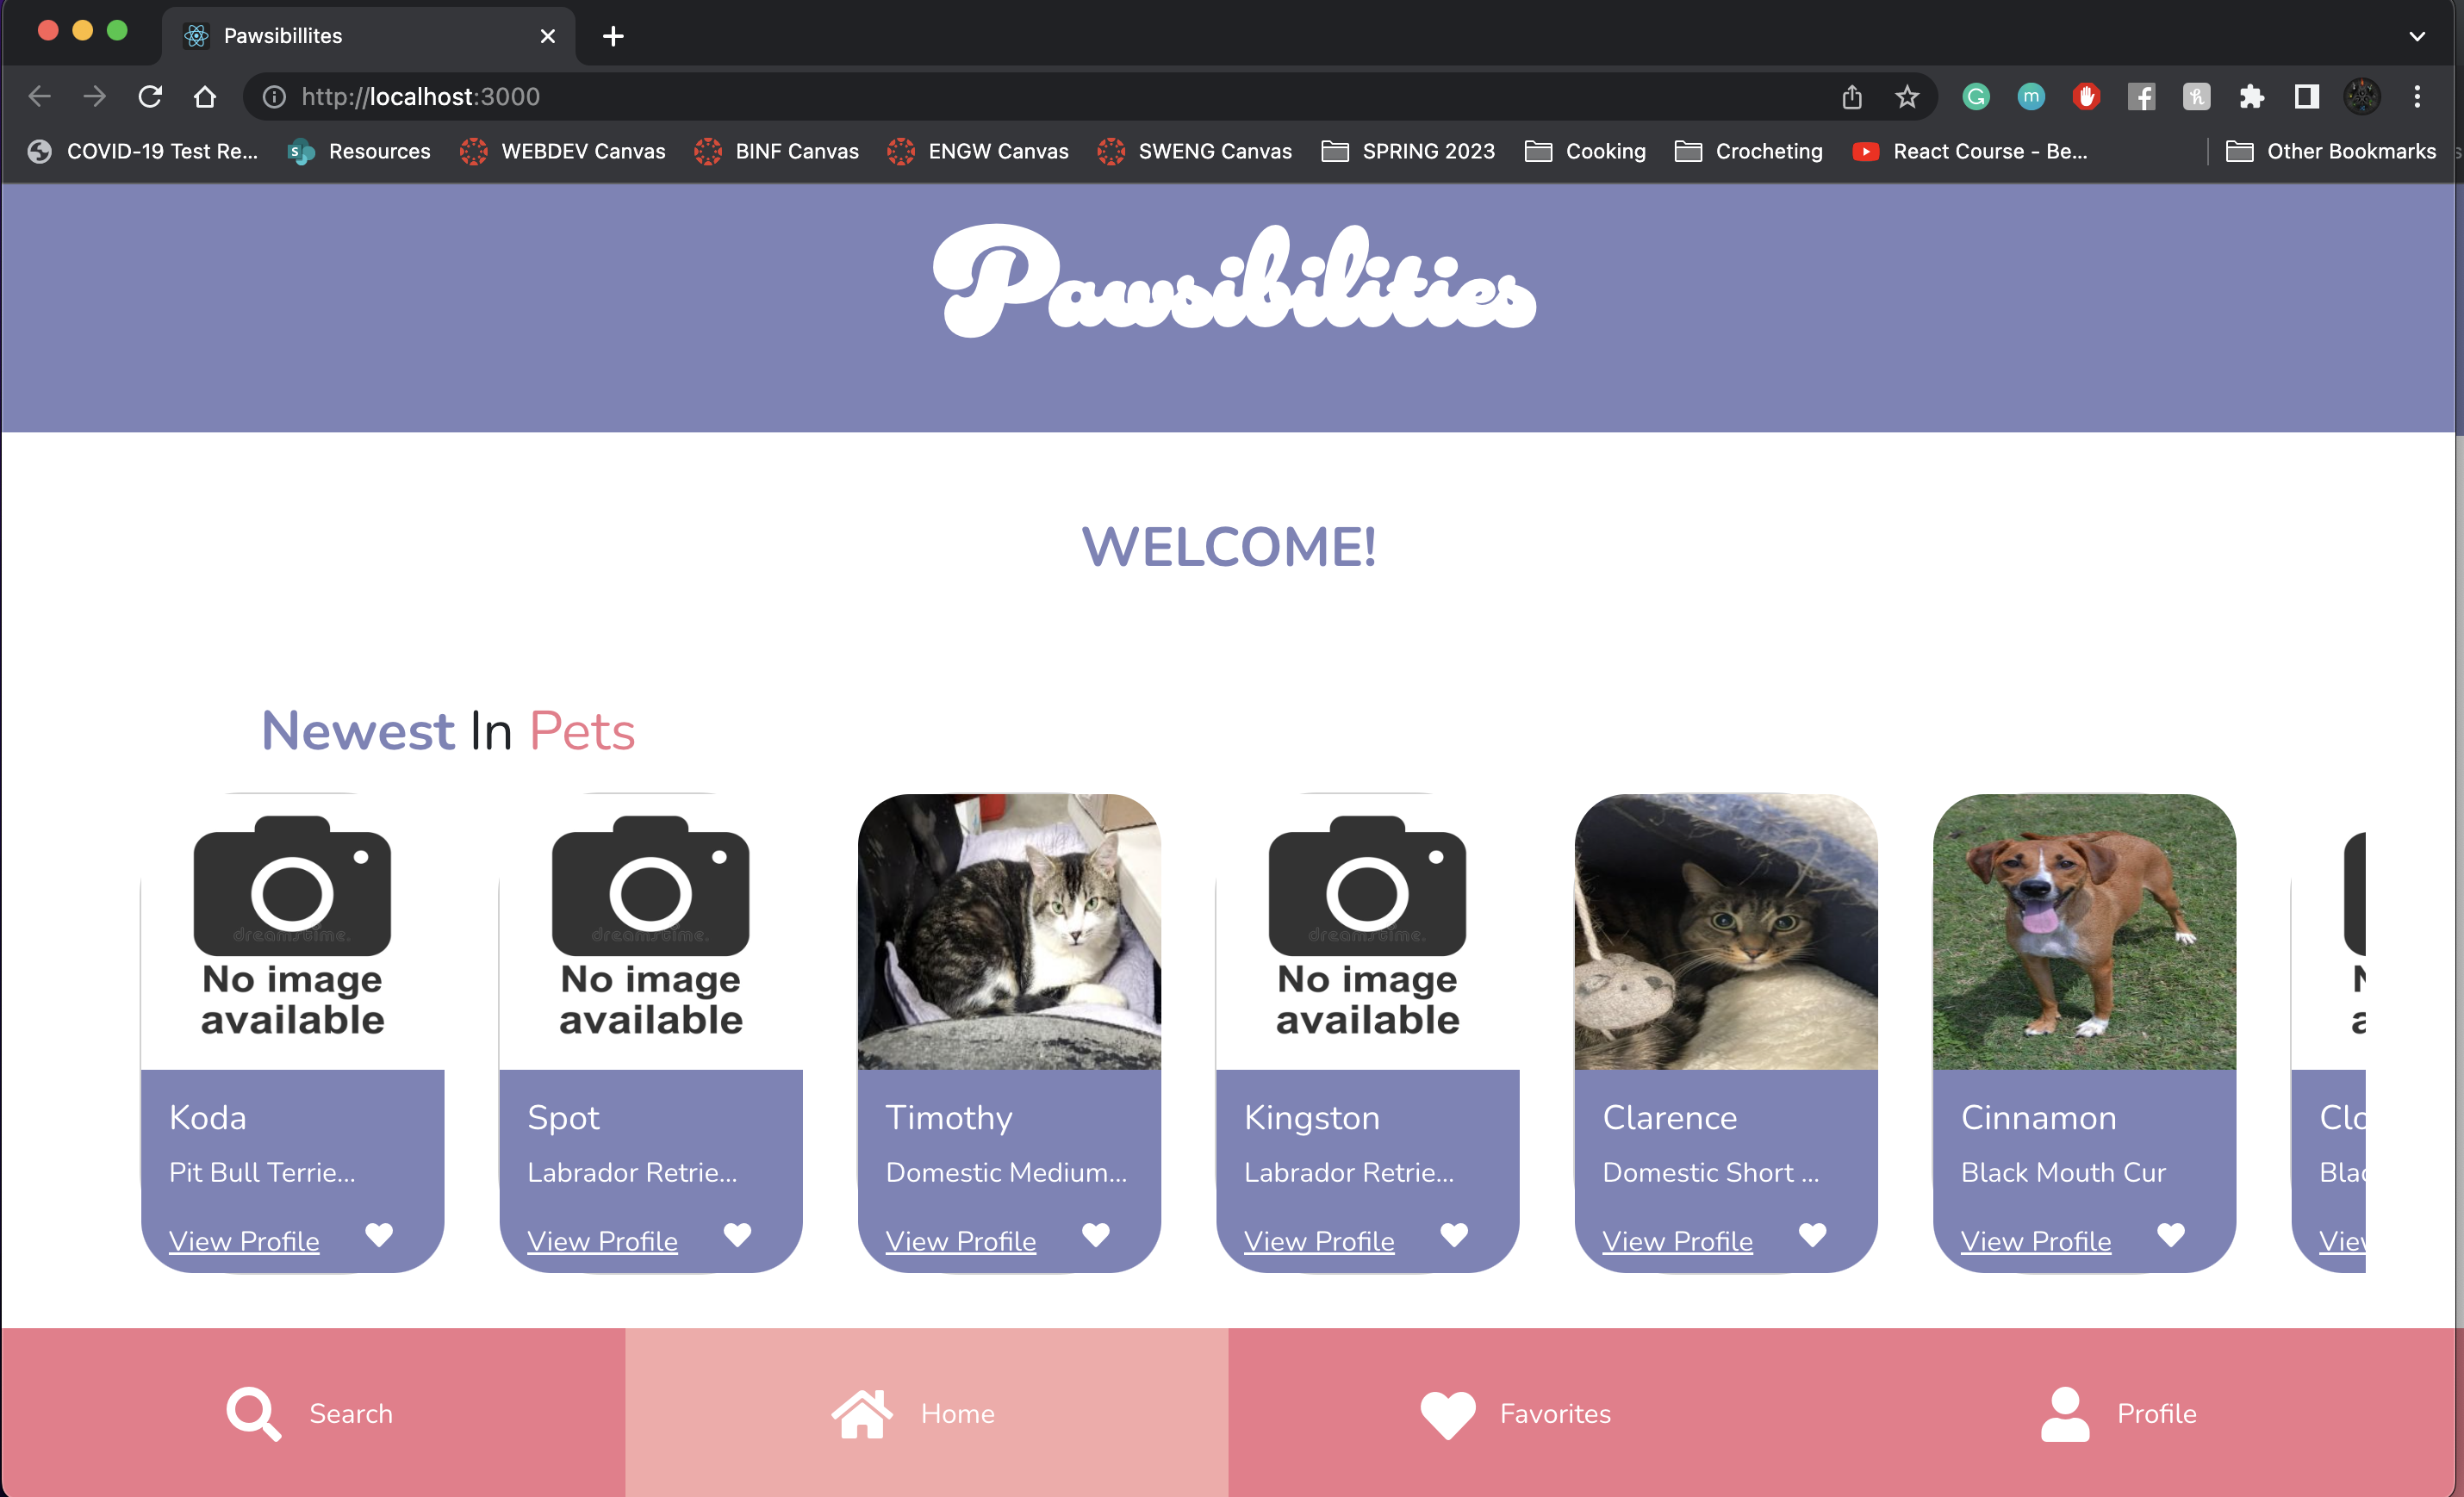 Pawsibillites
http://localhost:3000
COVID-19 Test Re... Resources WEBDEV Canvas BINF Canvas ENGW Canvas SWENG Canvas SPRING 2023 Cooking Crocheting React Course - Be... Other Bookmarks
Pawsibilities
WELCOME!
Newest In Pets
dreamstime. dreamstime. dreamstime.
No image No image No image N
available available available a
Koda Spot Timothy Kingston Clarence Cinnamon Clo
Pit Bull Terrie... Labrador Retrie... Domestic Medium... Labrador Retrie... Domestic Short ... Black Mouth Cur Blac
View Profile View Profile View Profile View Profile View Profile View Profile View
Search Home Favorites Profile